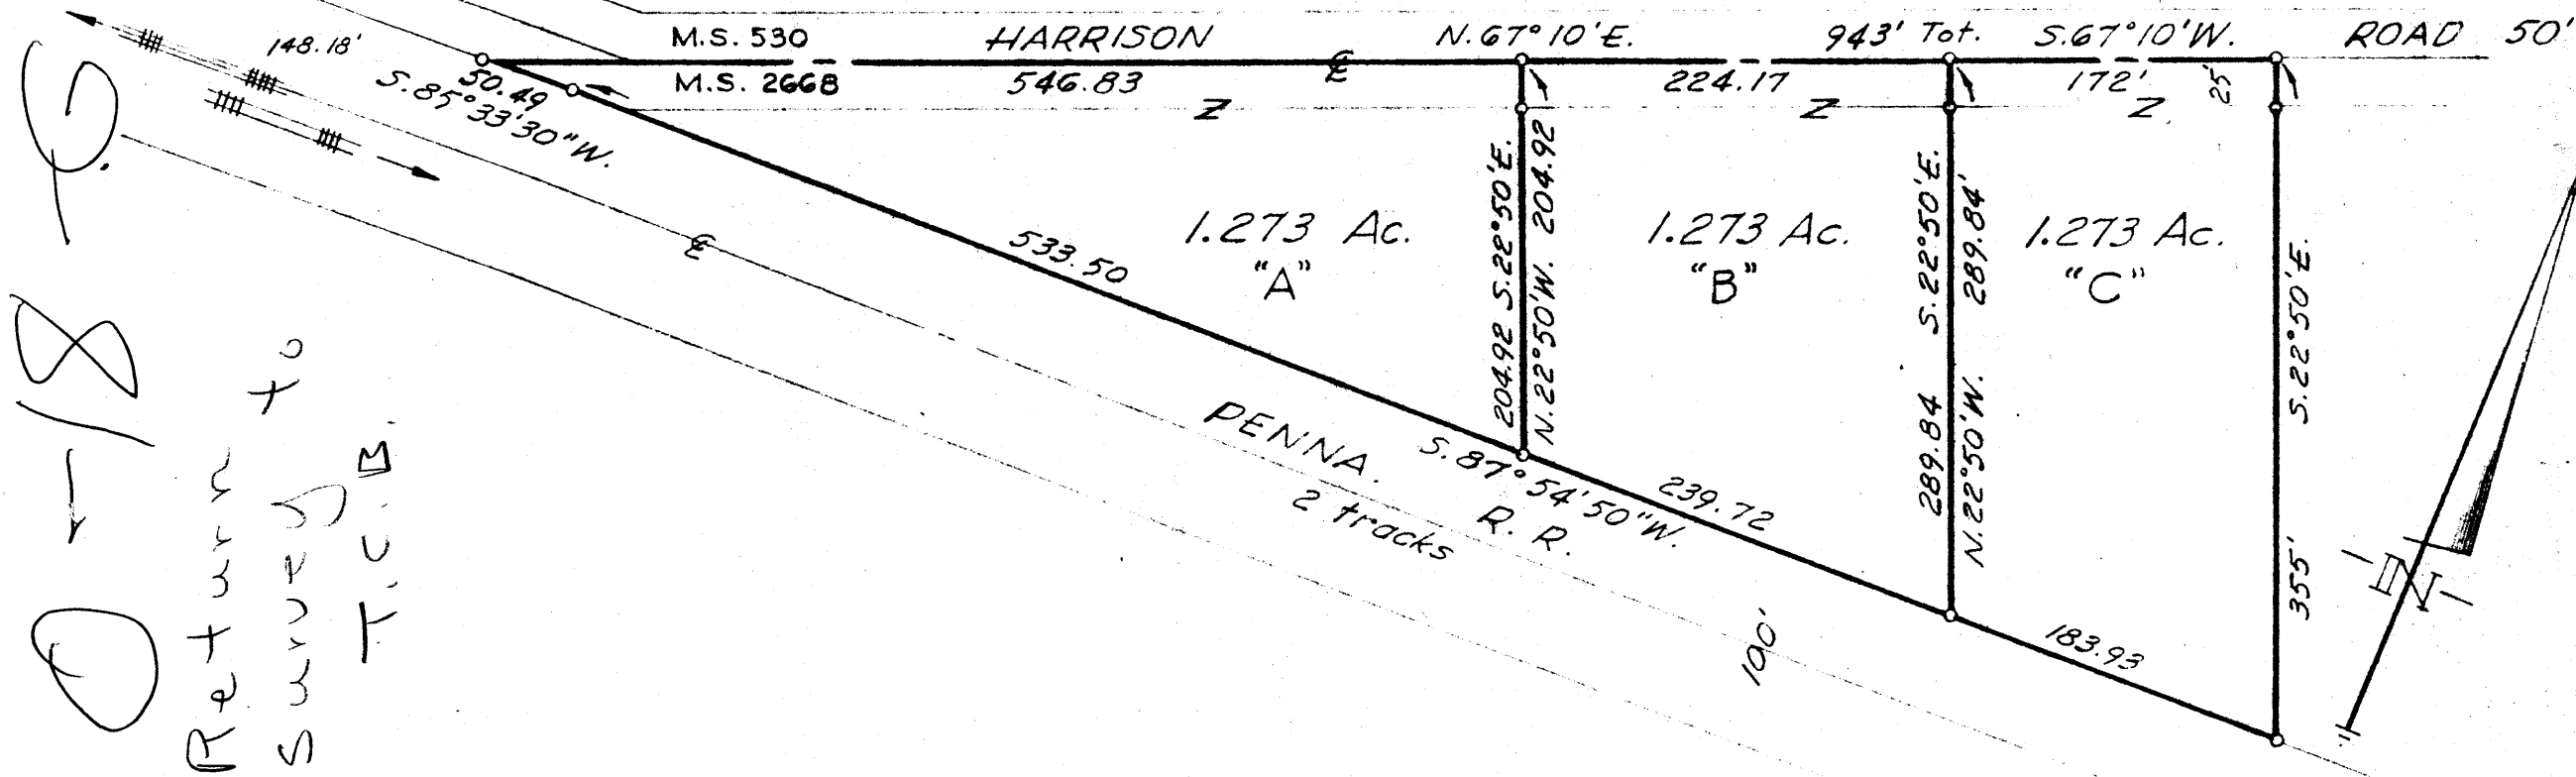 M.S. 530 HARRISON N.67°10'E. 943' Tot. S.67°10'W. ROAD 50'
148.18'
50.49 M.S. 2668 546.83 224.17 172' 25'
S.85°33'30"W.
533.50
1.273 Ac.
"A"
204.92 S.22°50'E.
N.22°50'W. 204.92
1.273 Ac.
"B"
289.84 S.22°50'E.
N.22°50'W. 289.84'
1.273 Ac.
"C"
S.22°50'E.
355'
PENNA. R. R.
2 tracks
S.87°54'50"W.
239.72
183.93
100'
N
O-18
Return to
survey
T.C.B.